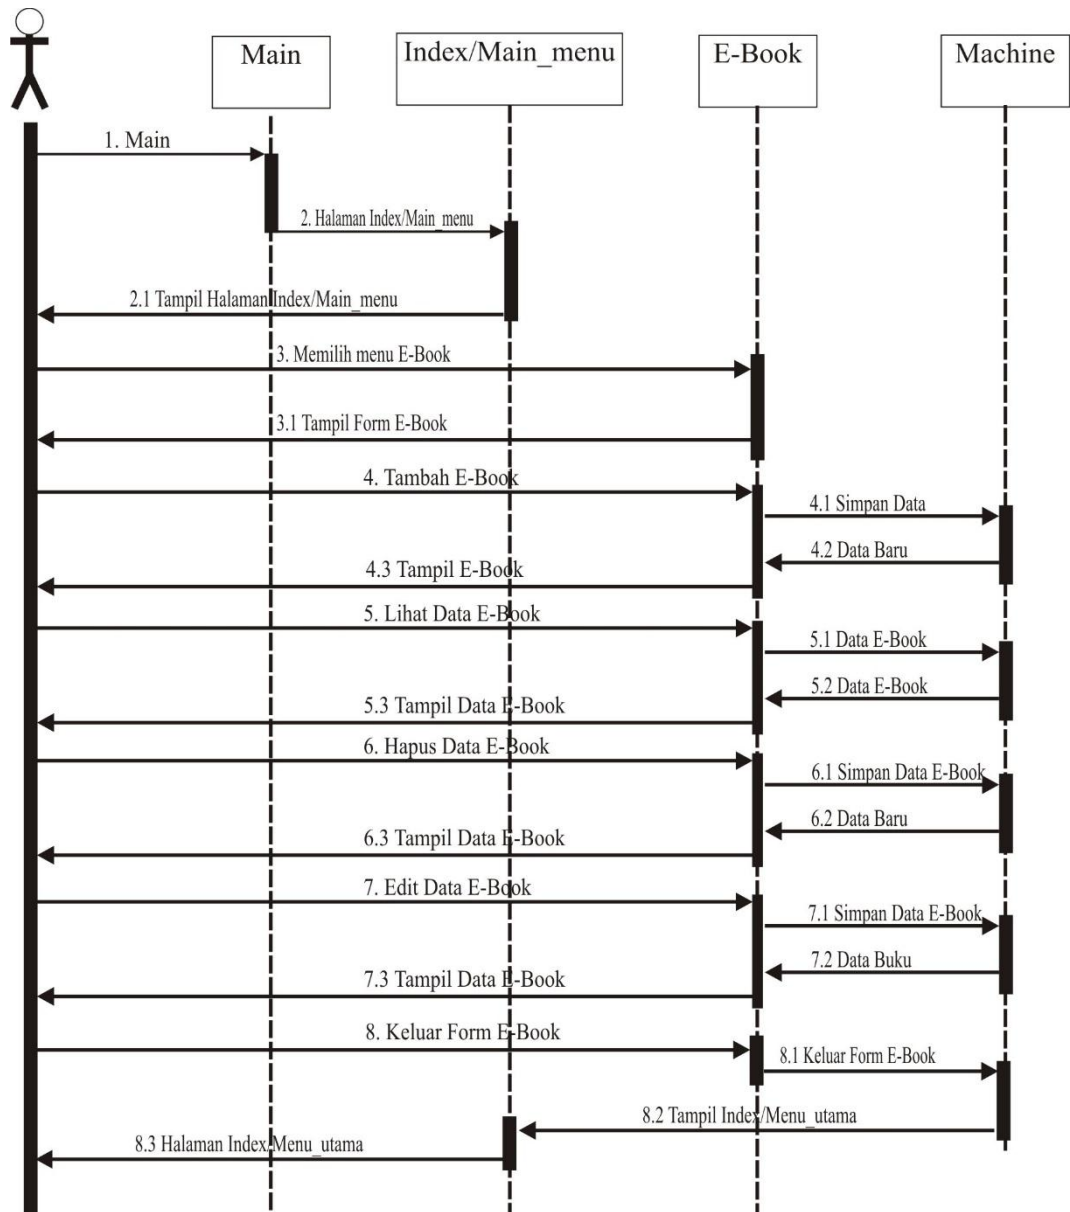 Main
Index/Main_menu
E-Book
Machine
1. Main
2. Halaman Index/Main_menu
2.1 Tampil Halaman Index/Main_menu
3. Memilih menu E-Book
3.1 Tampil Form E-Book
4. Tambah E-Book
4.1 Simpan Data
4.2 Data Baru
4.3 Tampil E-Book
5. Lihat Data E-Book
5.1 Data E-Book
5.2 Data E-Book
5.3 Tampil Data E-Book
6. Hapus Data E-Book
6.1 Simpan Data E-Book
6.2 Data Baru
6.3 Tampil Data E-Book
7. Edit Data E-Book
7.1 Simpan Data E-Book
7.2 Data Buku
7.3 Tampil Data E-Book
8. Keluar Form E-Book
8.1 Keluar Form E-Book
8.2 Tampil Index/Menu_utama
8.3 Halaman Index/Menu_utama